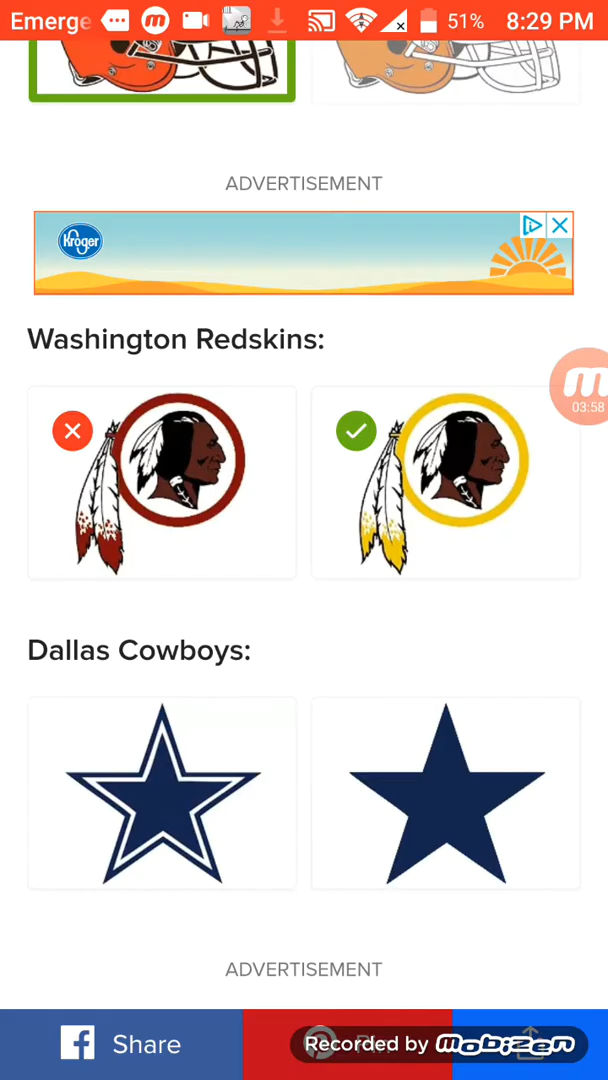 Emerge 51% 8:29 PM
ADVERTISEMENT
Kroger
Washington Redskins:
03:58
Dallas Cowboys:
ADVERTISEMENT
Share
Recorded by mobizen